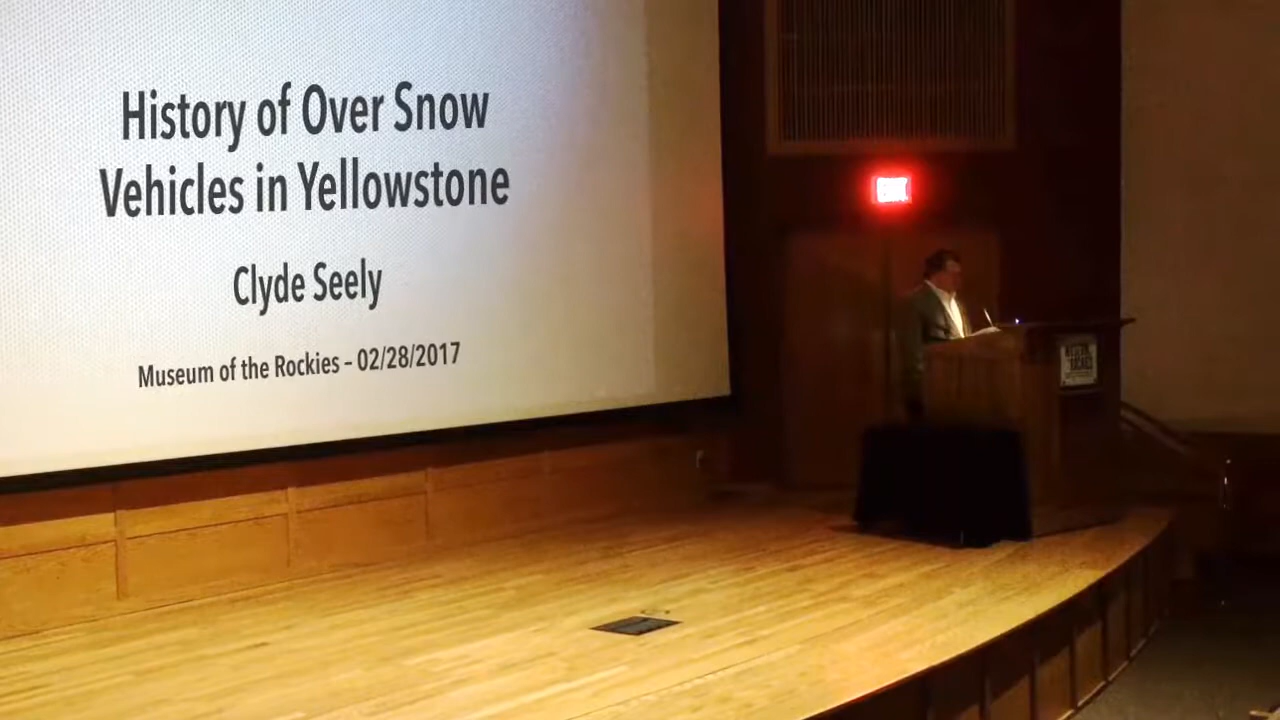 History of Over Snow
Vehicles in Yellowstone
Clyde Seely
Museum of the Rockies – 02/28/2017